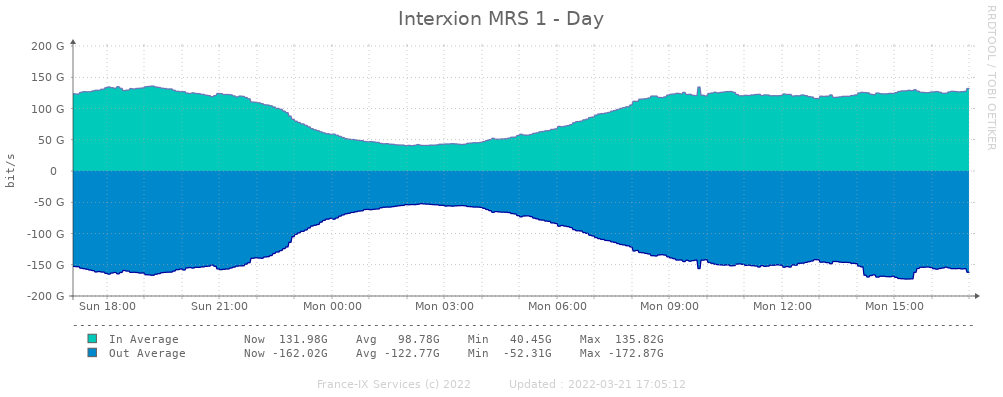 Interxion MRS 1 - Day
RRDTOOL / TOBI OETIKER
bit/s
200 G
150 G
100 G
50 G
0
-50 G
-100 G
-150 G
-200 G
Sun 18:00 Sun 21:00 Mon 00:00 Mon 03:00 Mon 06:00 Mon 09:00 Mon 12:00 Mon 15:00
In Average Now 131.98G Avg 98.78G Min 40.45G Max 135.82G
Out Average Now -162.02G Avg -122.77G Min -52.31G Max -172.87G
France-IX Services (c) 2022 Updated : 2022-03-21 17:05:12